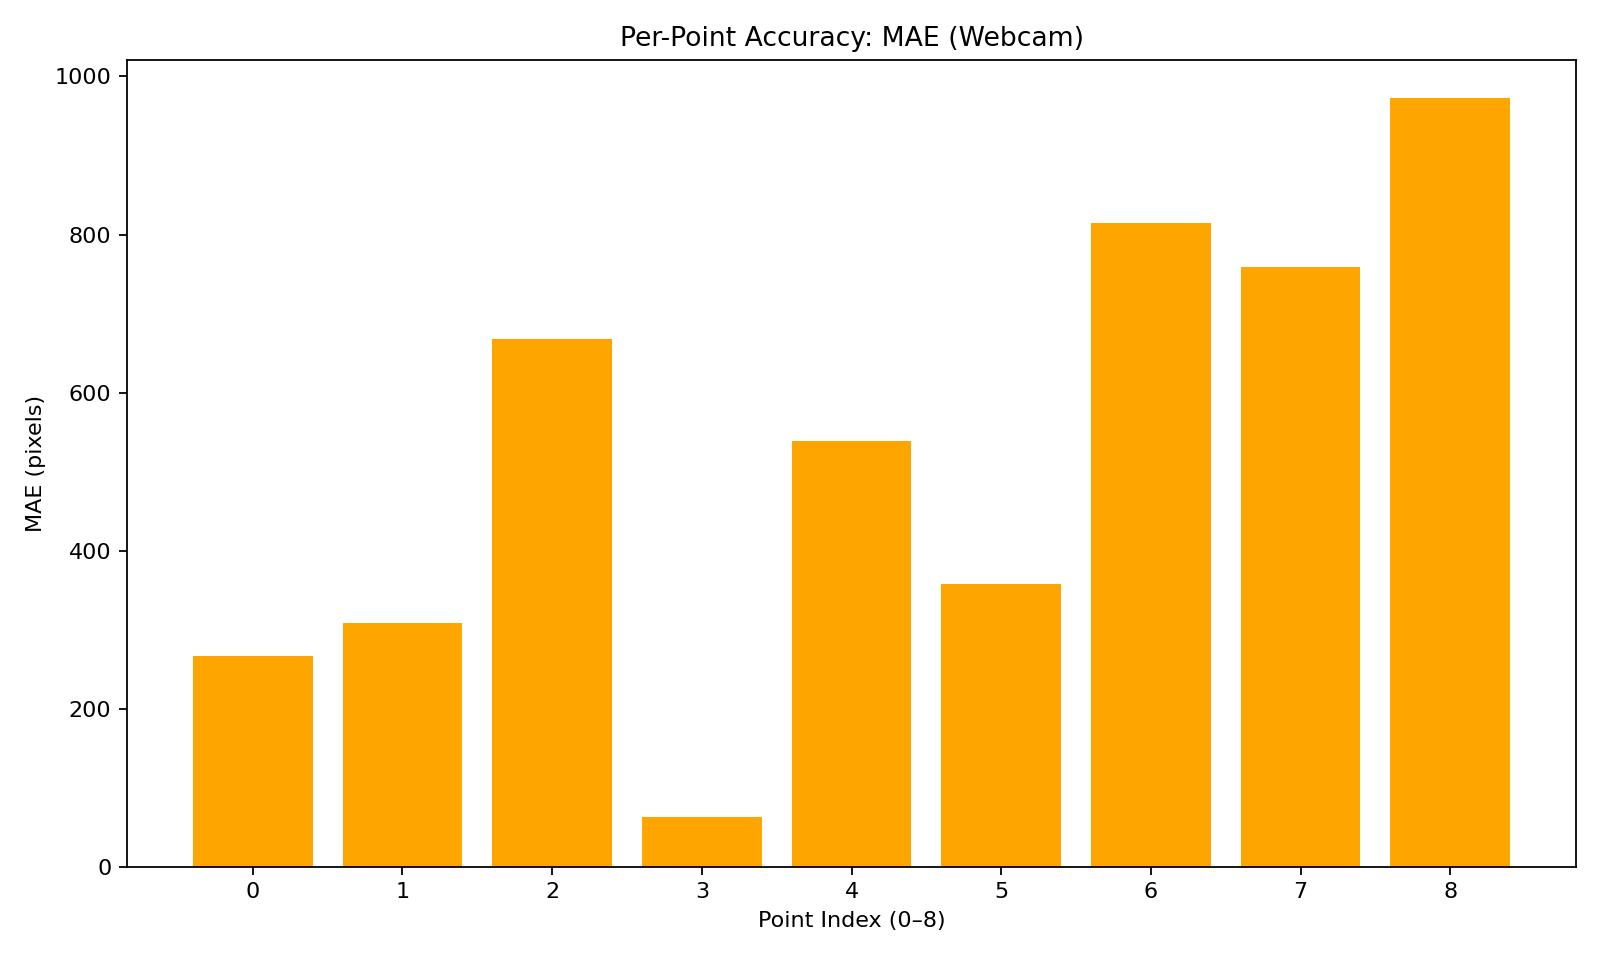 Per-Point Accuracy: MAE (Webcam)
MAE (pixels)
1000
800
600
400
200
0
0 1 2 3 4 5 6 7 8
Point Index (0–8)